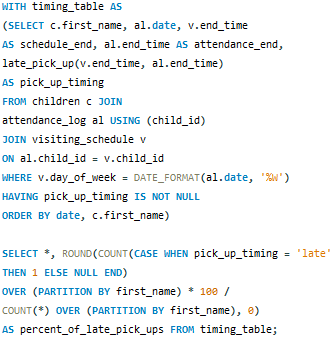 WITH timing_table AS
(SELECT c.first_name, al.date, v.end_time
AS schedule_end, al.end_time AS attendance_end,
late_pick_up(v.end_time, al.end_time)
AS pick_up_timing
FROM children c JOIN
attendance_log al USING (child_id)
JOIN visiting_schedule v
ON al.child_id = v.child_id
WHERE v.day_of_week = DATE_FORMAT(al.date, '%W')
HAVING pick_up_timing IS NOT NULL
ORDER BY date, c.first_name)
SELECT *, ROUND(COUNT(CASE WHEN pick_up_timing = 'late'
THEN 1 ELSE NULL END)
OVER (PARTITION BY first_name) * 100 /
COUNT(*) OVER (PARTITION BY first_name), 0)
AS percent_of_late_pick_ups FROM timing_table;